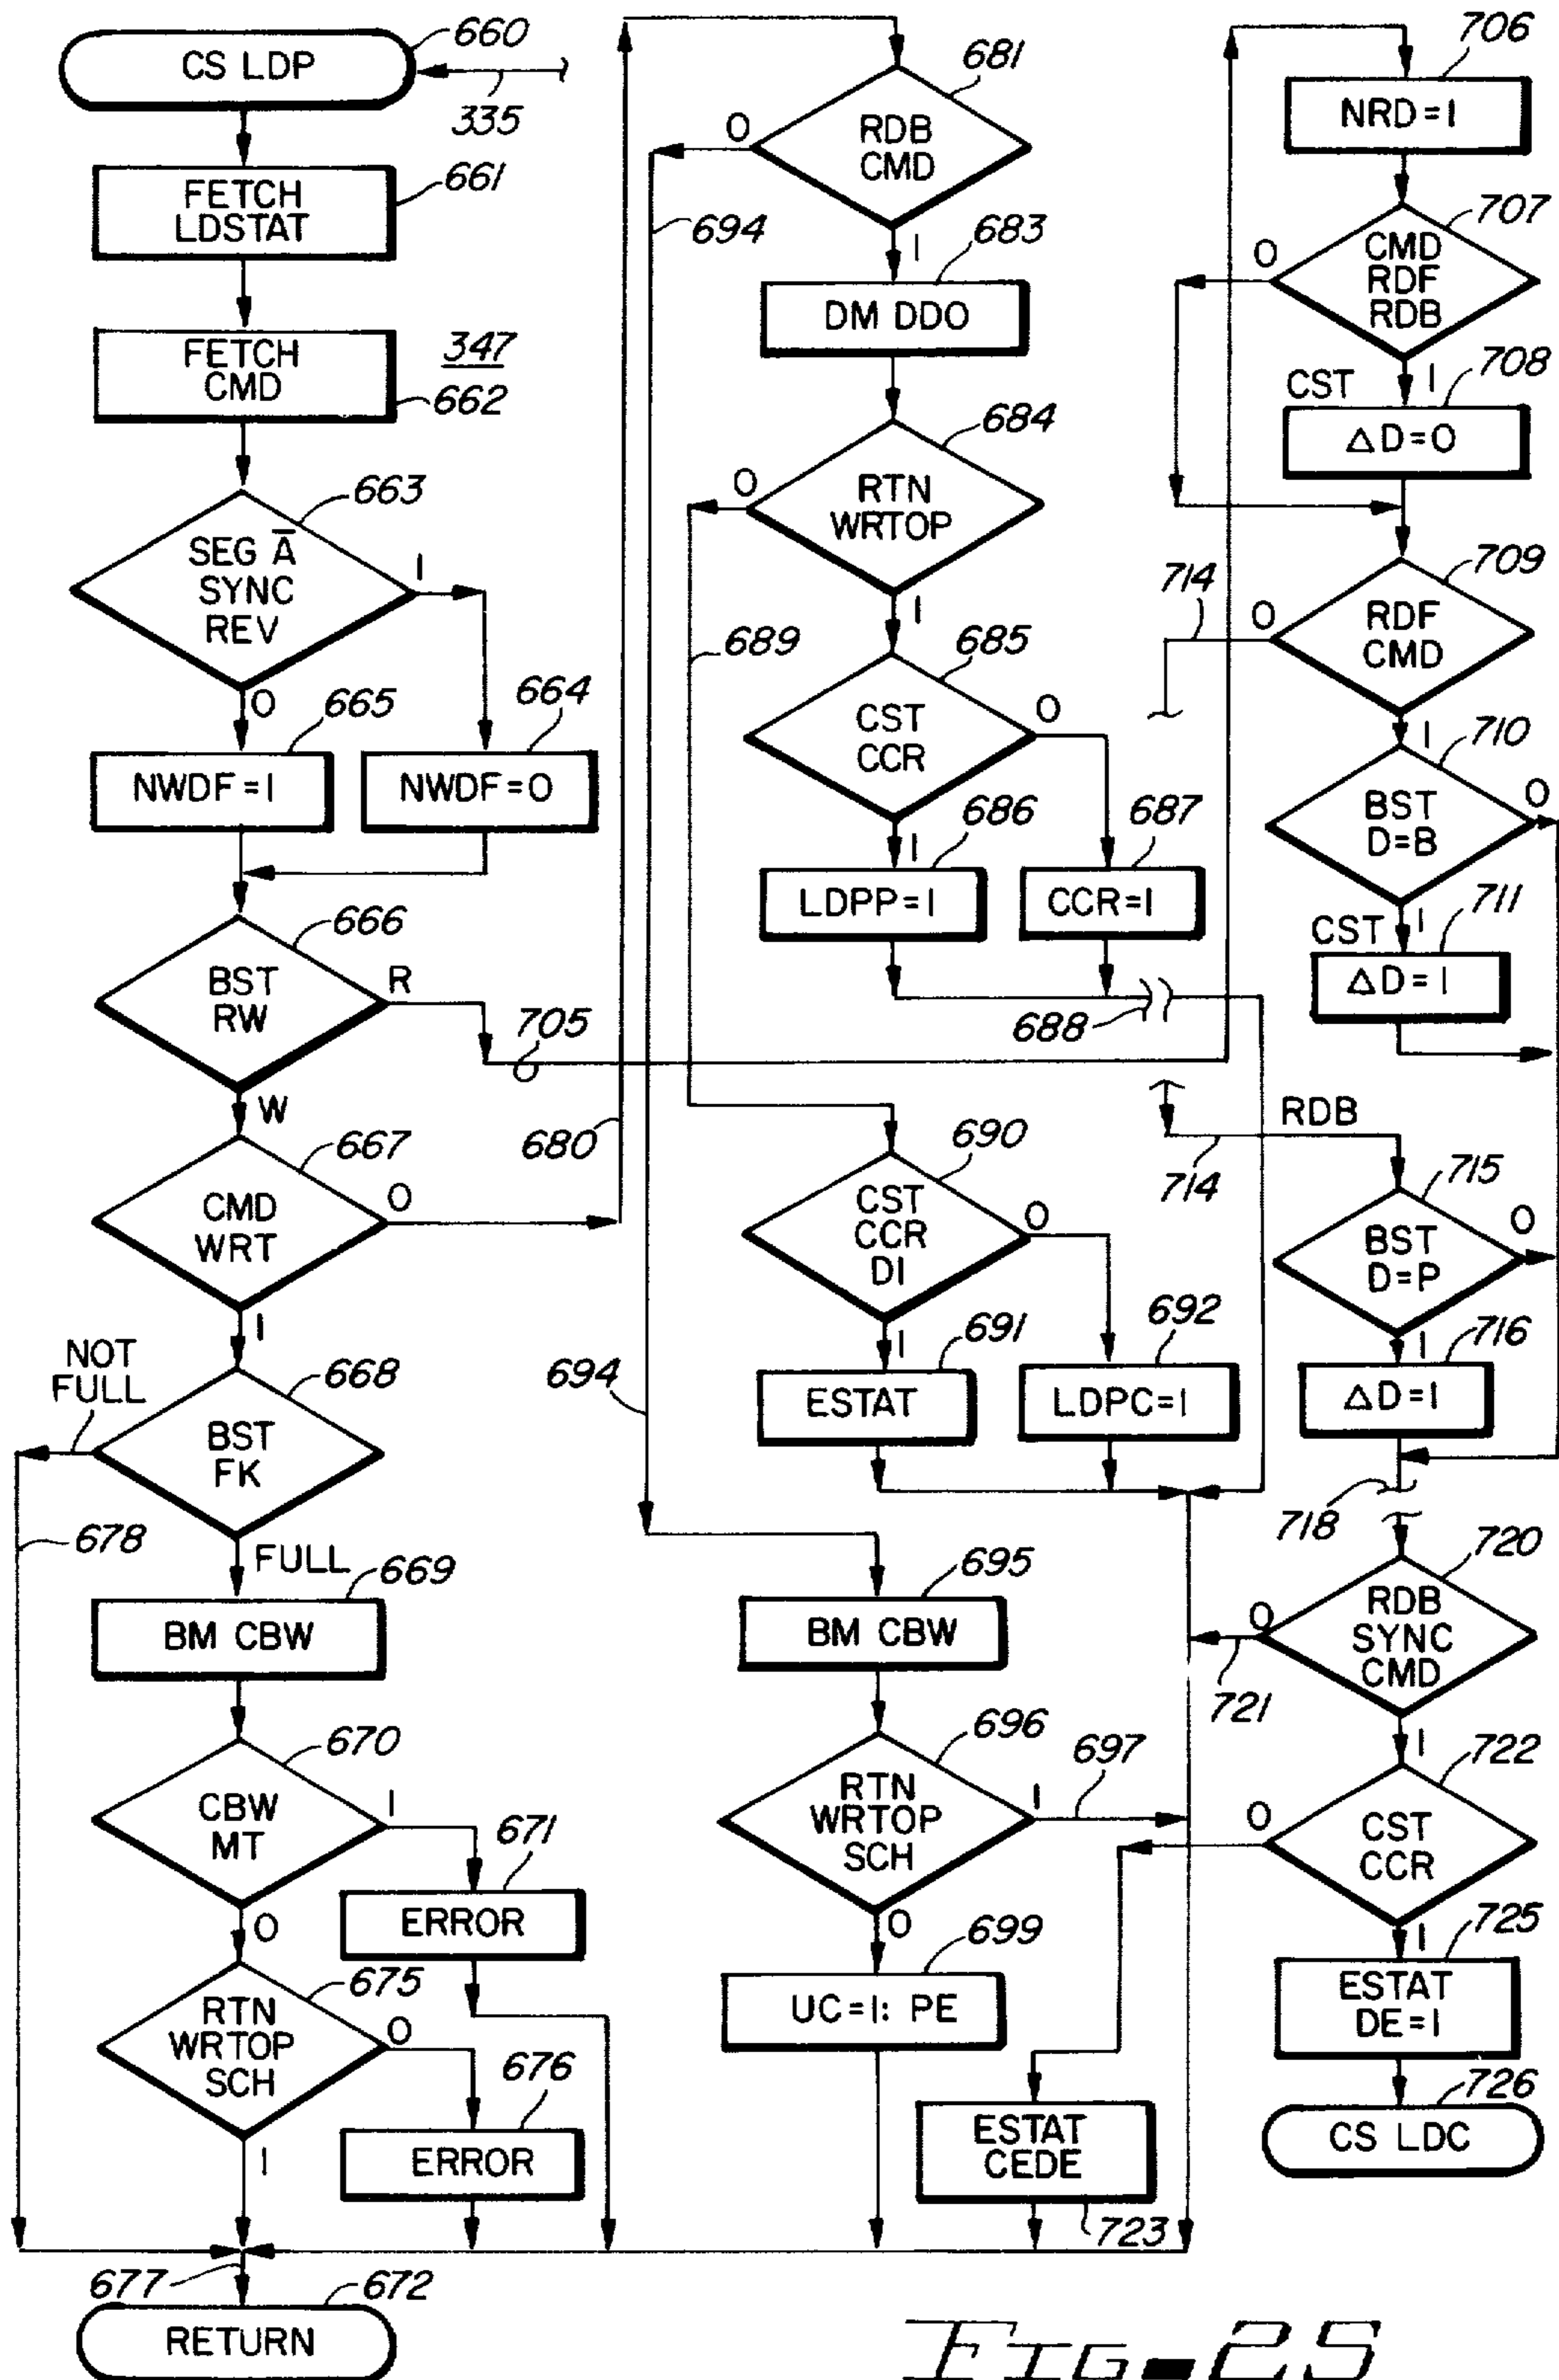 CS LDP
660
335
FETCH
LDSTAT
661
FETCH
CMD
347
662
SEG A̅
SYNC
REV
663
1
0
665
664
NWDF=1
NWDF=0
666
BST
RW
R
705
W
667
CMD
WRT
0
680
1
NOT
FULL
668
BST
FK
678
FULL
669
BM CBW
670
CBW
MT
1
671
ERROR
0
675
RTN
WRTOP
SCH
0
676
ERROR
1
677
672
RETURN
681
RDB
CMD
0
694
1
683
DM DDO
684
RTN
WRTOP
0
1
689
685
CST
CCR
0
1
686
687
LDPP=1
CCR=1
688
690
CST
CCR
DI
0
1
691
692
ESTAT
LDPC=1
694
695
BM CBW
696
RTN
WRTOP
SCH
1
697
0
699
UC=1: PE
ESTAT
CEDE
723
706
NRD=1
707
CMD
RDF
RDB
0
1
CST
708
ΔD=0
709
714
0
RDF
CMD
1
710
BST
D=B
0
1
CST
711
ΔD=1
RDB
714
715
BST
D=P
0
1
716
ΔD=1
718
720
RDB
SYNC
CMD
0
721
1
722
CST
CCR
0
1
725
ESTAT
DE=1
726
CS LDC
FIG-25